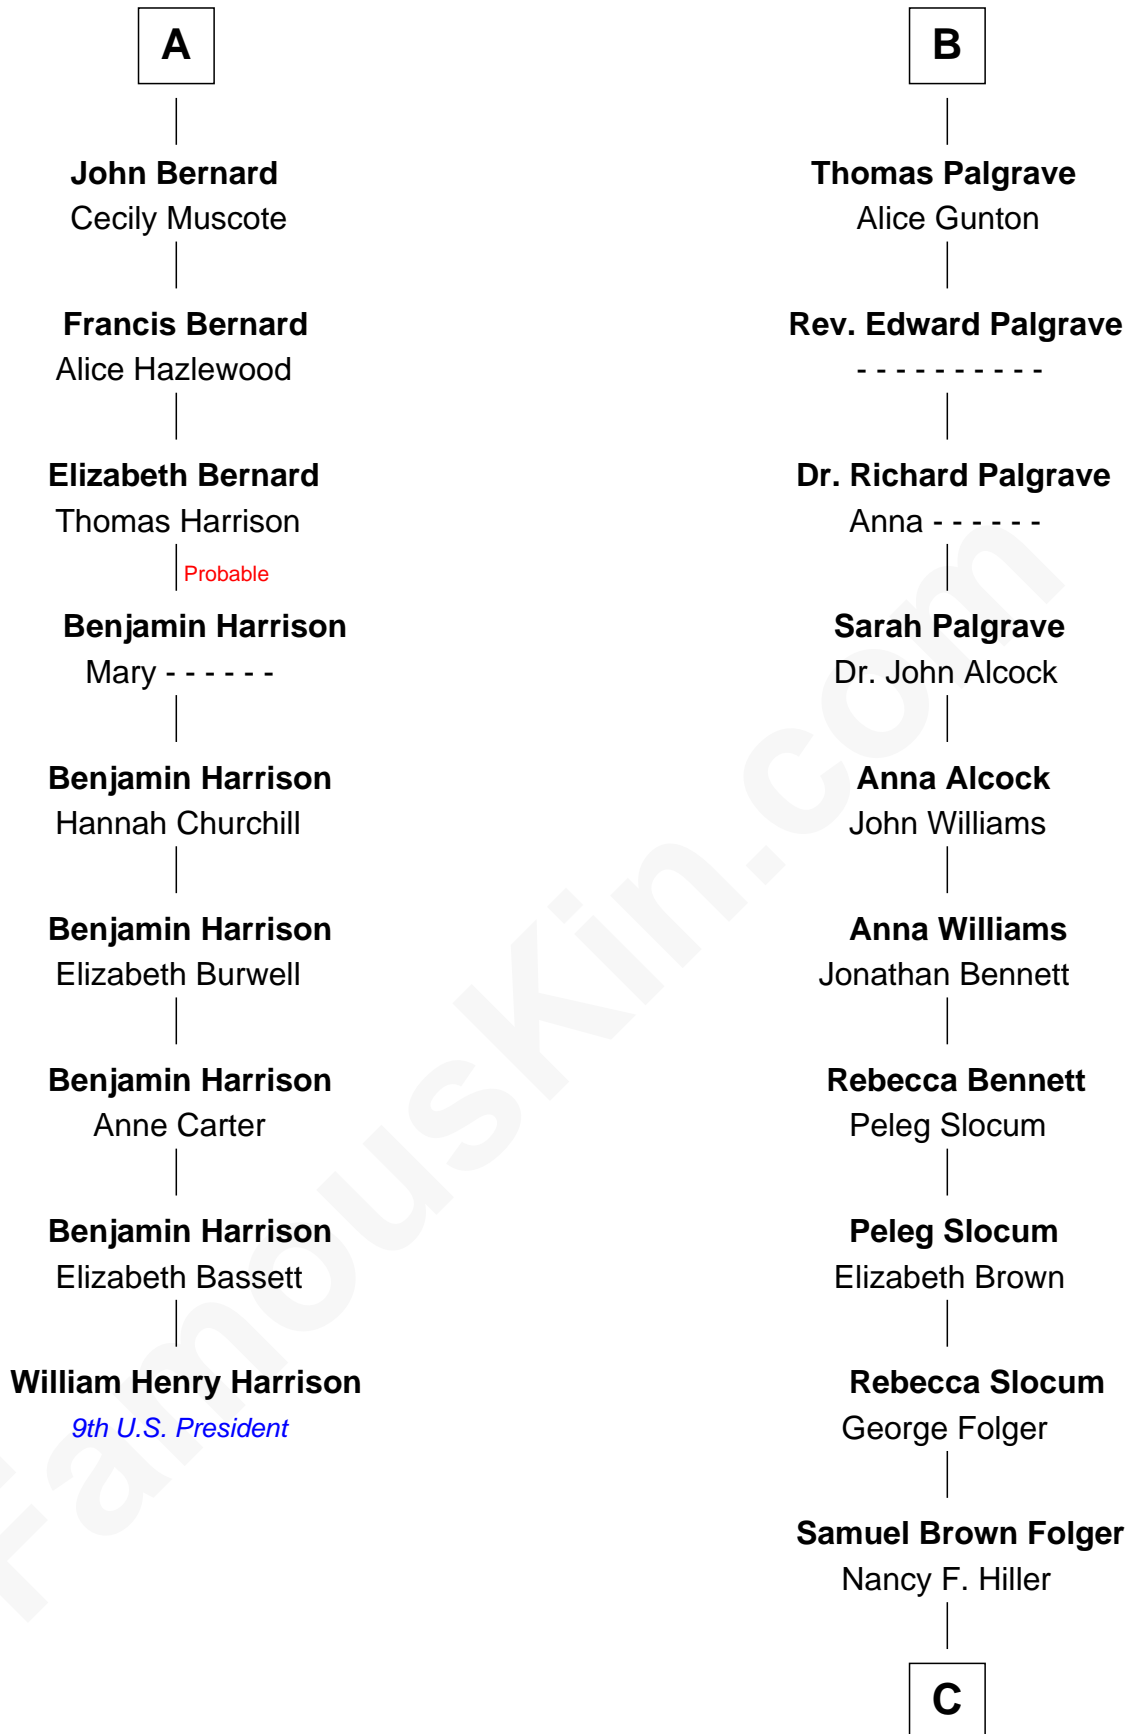 A
John Bernard
Cecily Muscote
Francis Bernard
Alice Hazlewood
Elizabeth Bernard
Thomas Harrison
Probable
Benjamin Harrison
Mary - - - - - -
Benjamin Harrison
Hannah Churchill
Benjamin Harrison
Elizabeth Burwell
Benjamin Harrison
Anne Carter
Benjamin Harrison
Elizabeth Bassett
William Henry Harrison
9th U.S. President
B
Thomas Palgrave
Alice Gunton
Rev. Edward Palgrave
- - - - - - - - - -
Dr. Richard Palgrave
Anna - - - - - -
Sarah Palgrave
Dr. John Alcock
Anna Alcock
John Williams
Anna Williams
Jonathan Bennett
Rebecca Bennett
Peleg Slocum
Peleg Slocum
Elizabeth Brown
Rebecca Slocum
George Folger
Samuel Brown Folger
Nancy F. Hiller
C
FamousKin.com